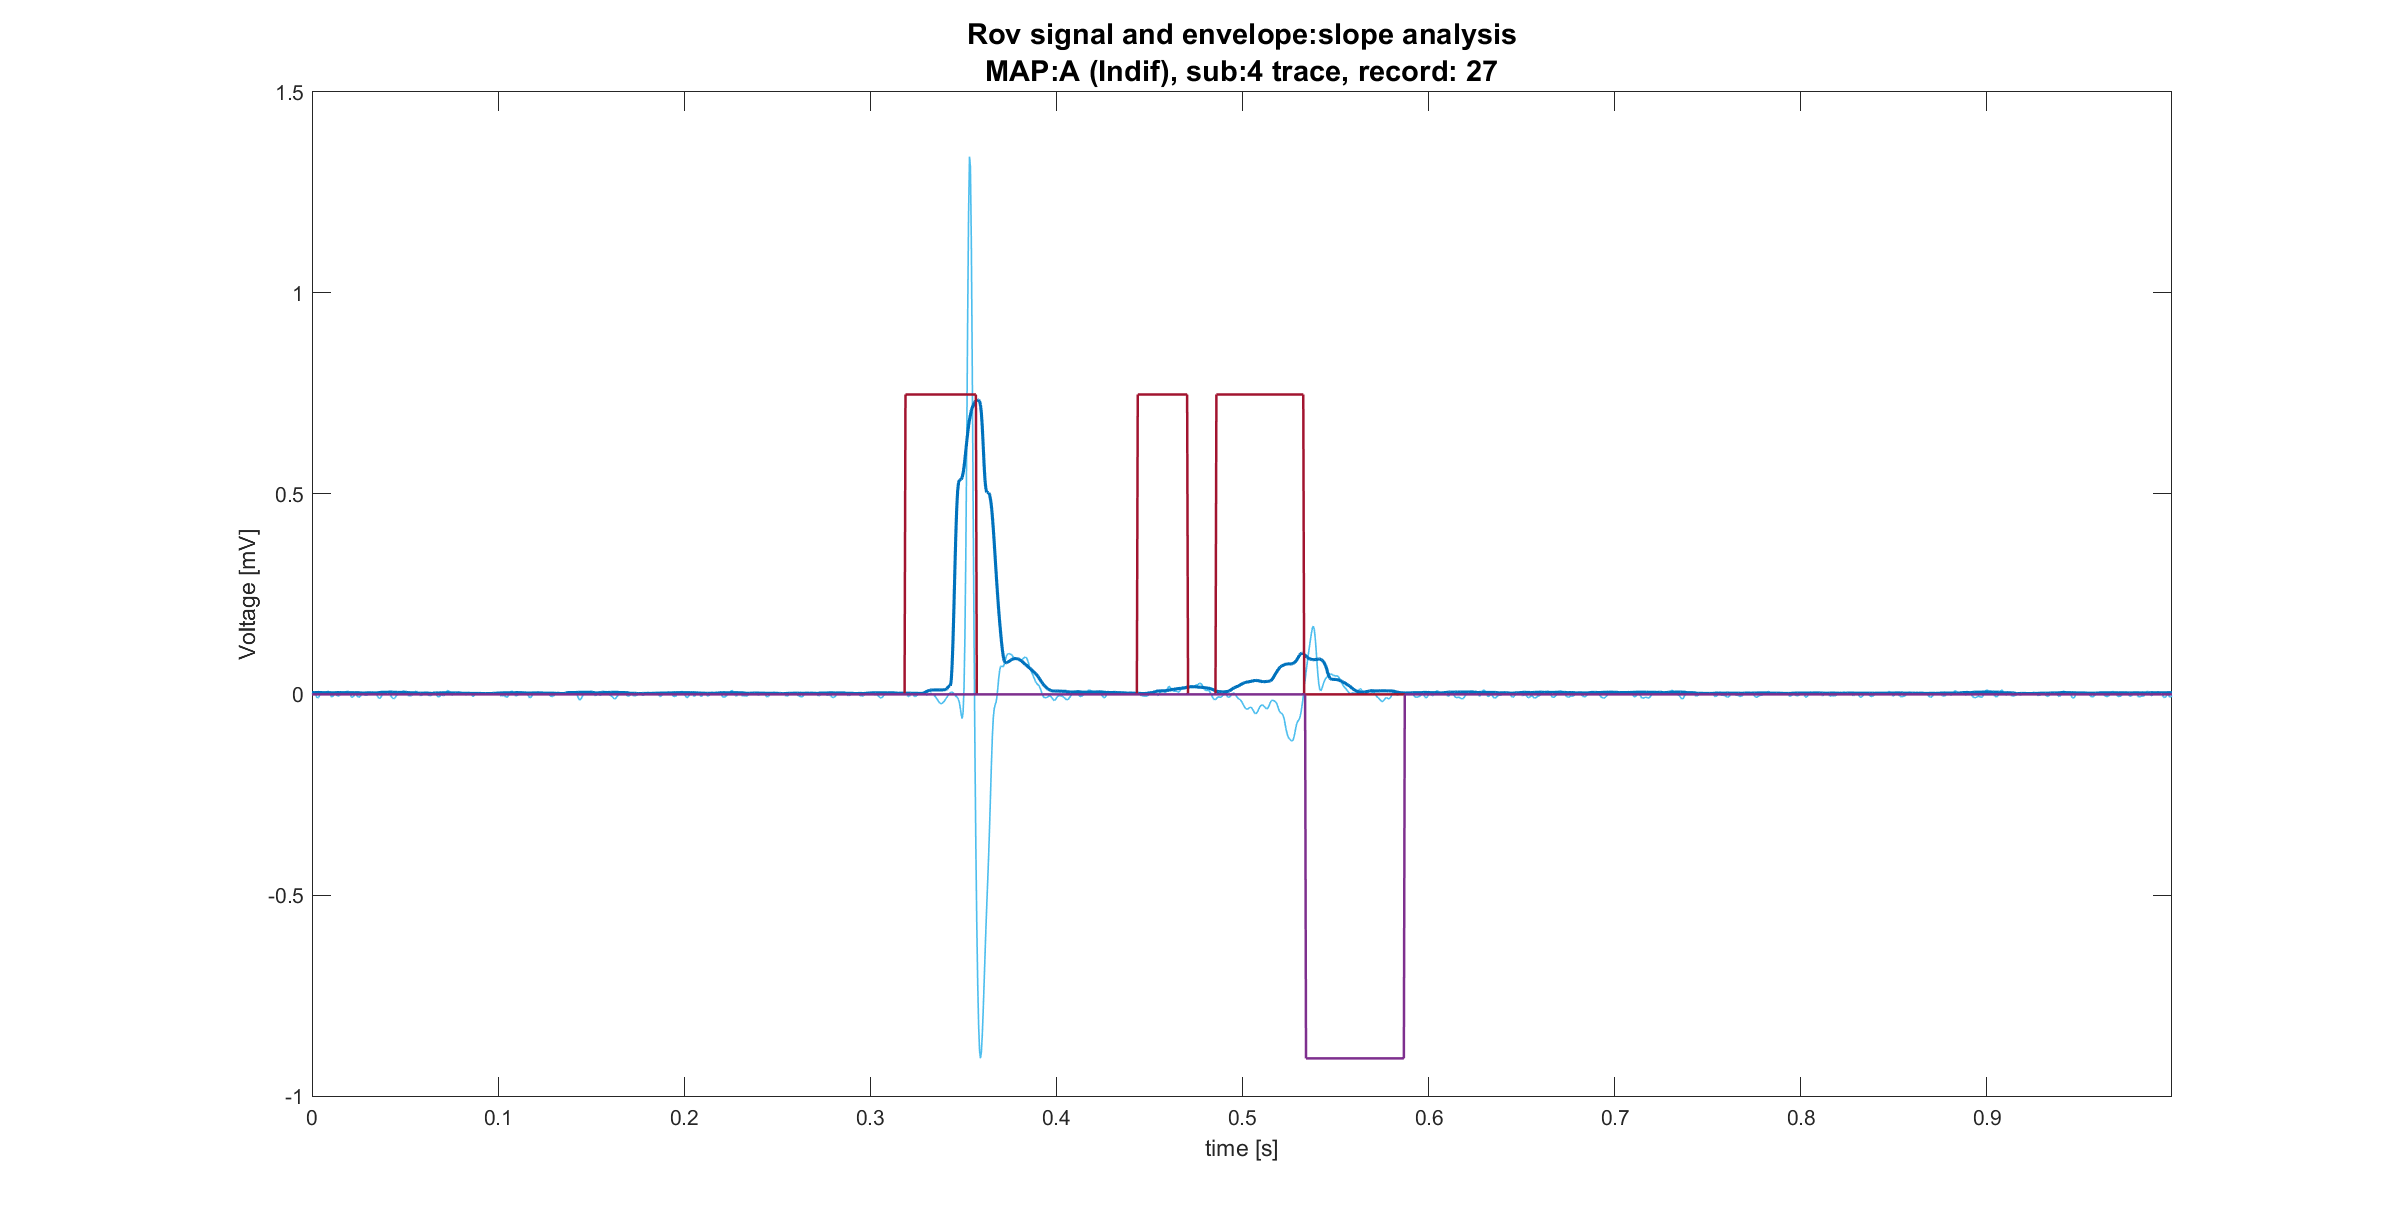 Rov signal and envelope:slope analysis
MAP:A (Indif), sub:4 trace, record: 27
1.5
1
0.5
0
-0.5
-1
Voltage [mV]
0 0.1 0.2 0.3 0.4 0.5 0.6 0.7 0.8 0.9
time [s]